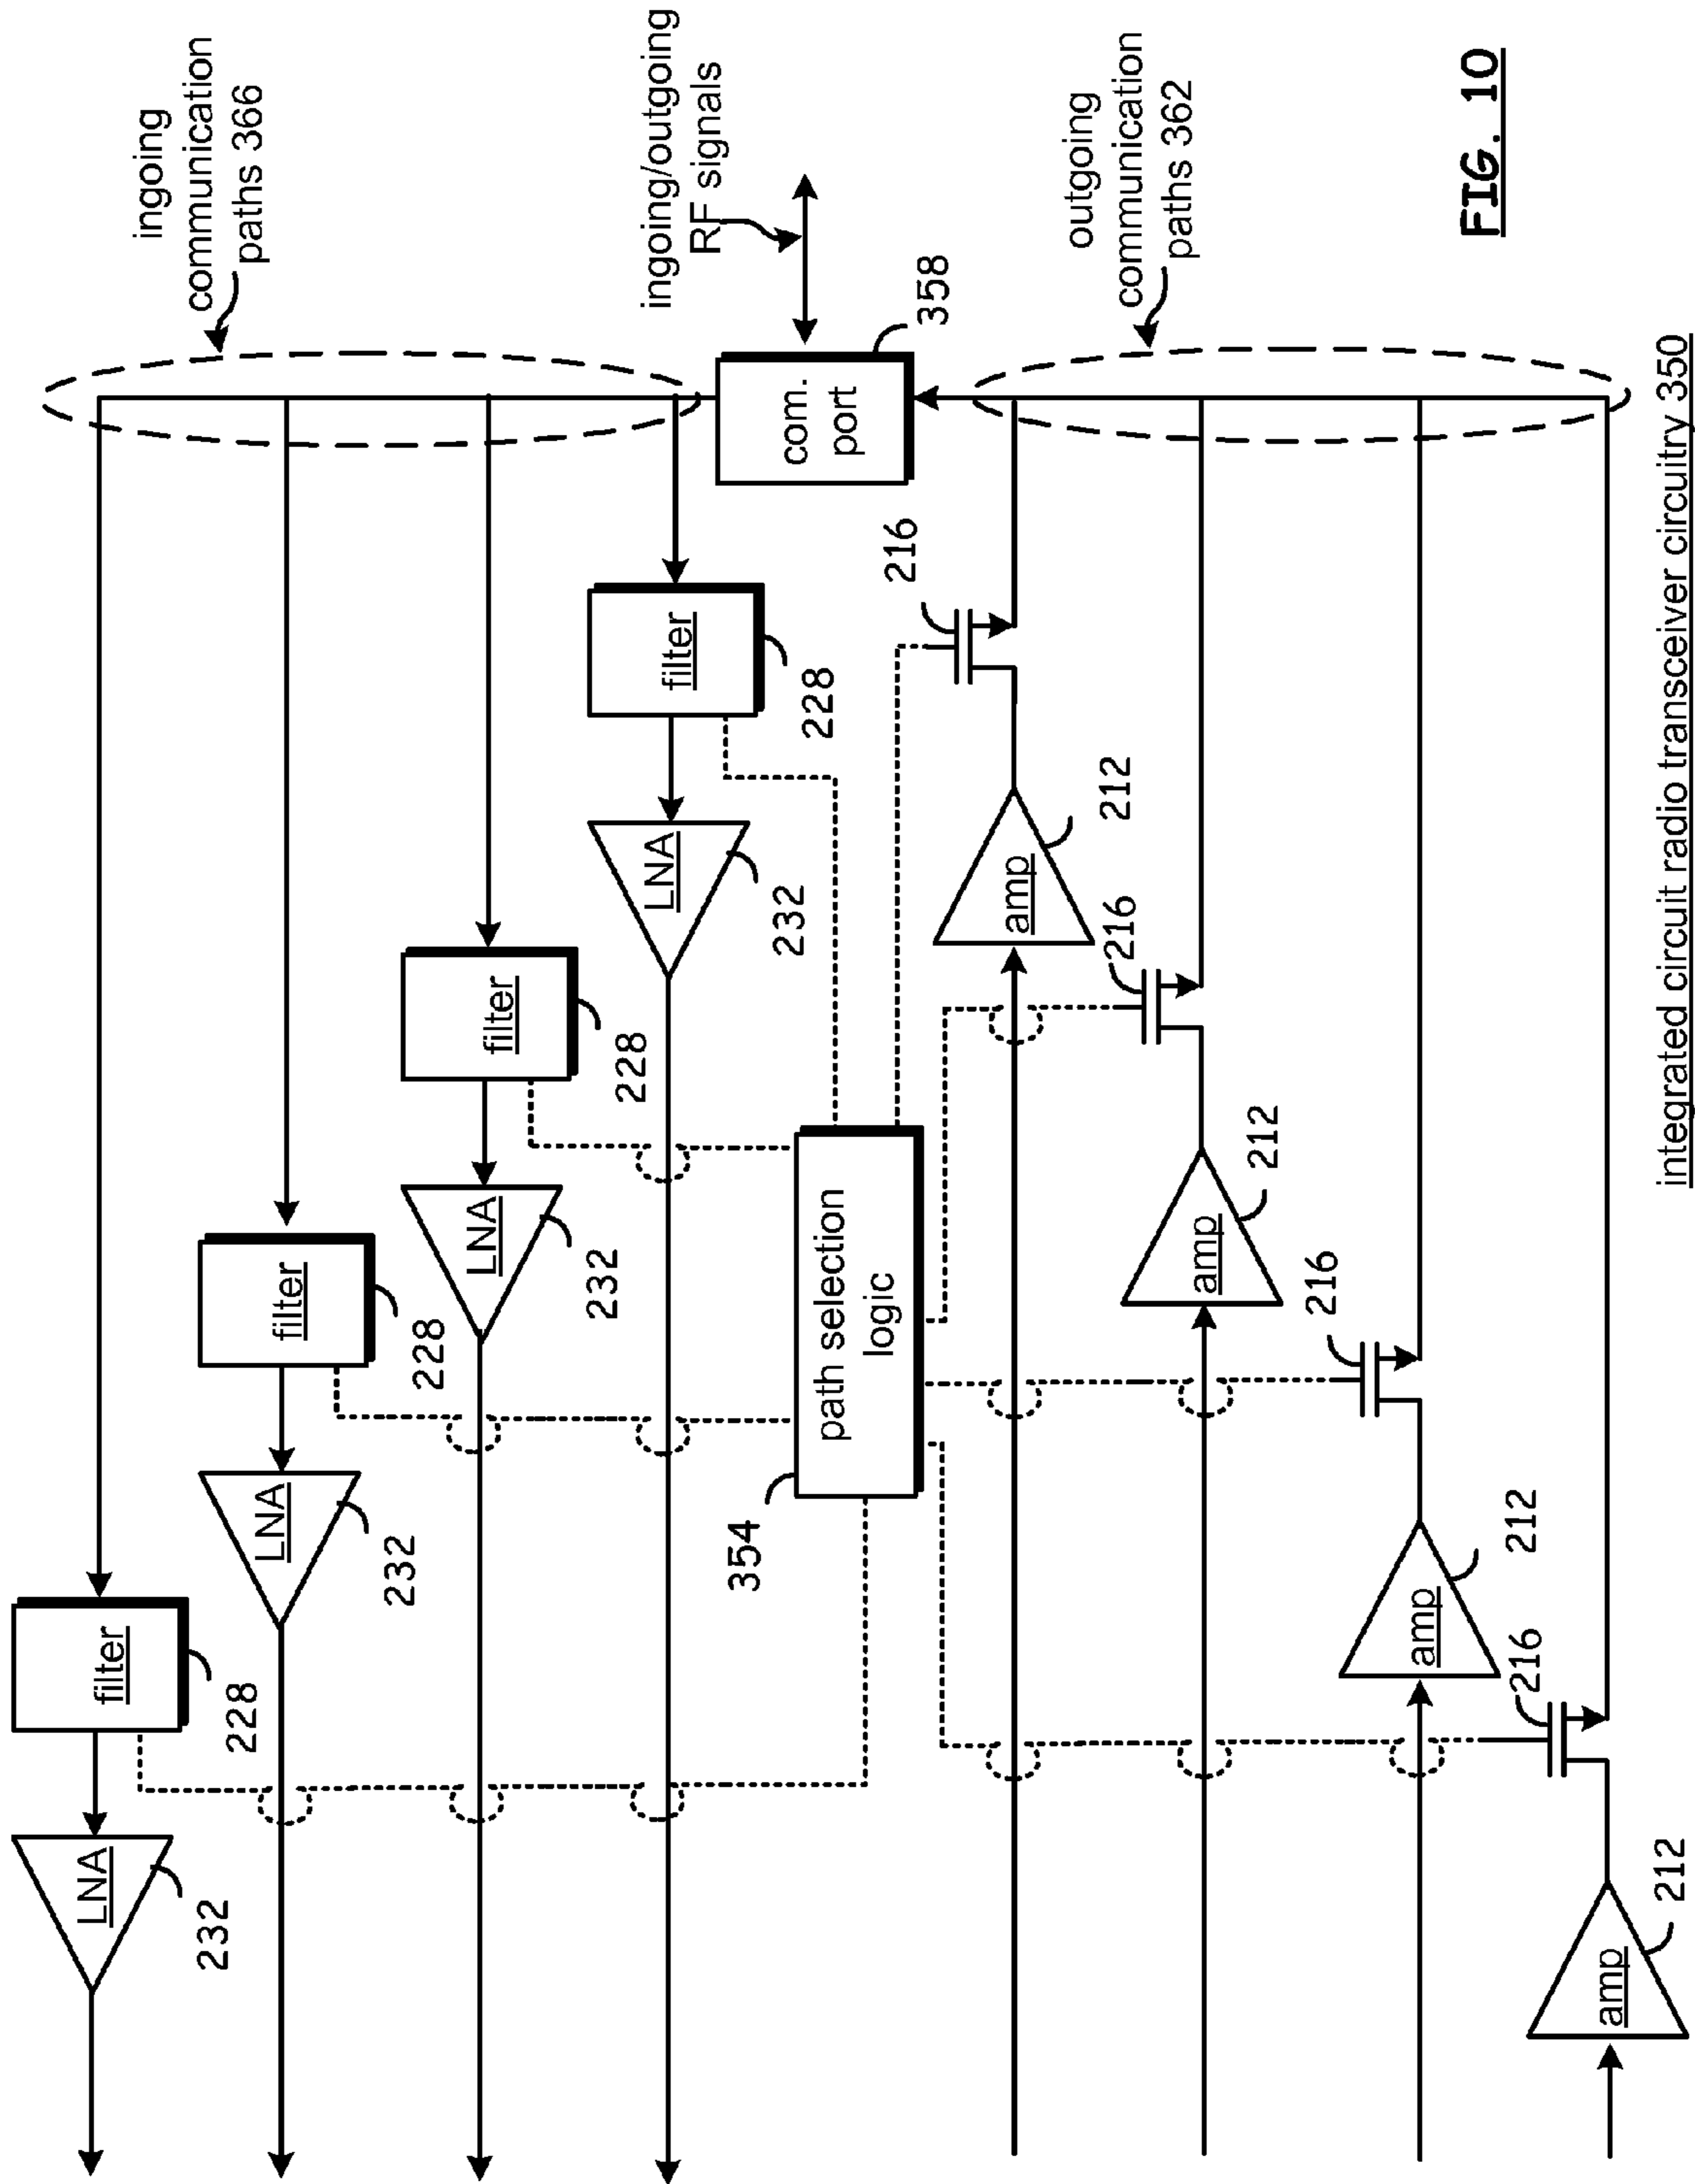 ingoing
communication
paths 366
ingoing/outgoing
RF signals
com.
port
358
outgoing
communication
paths 362
filter
228
LNA
232
filter
228
LNA
232
filter
228
LNA
232
filter
228
LNA
232
path selection
logic
354
216
amp
212
216
amp
212
216
amp
212
216
amp
212
FIG. 10
integrated circuit radio transceiver circuitry 350